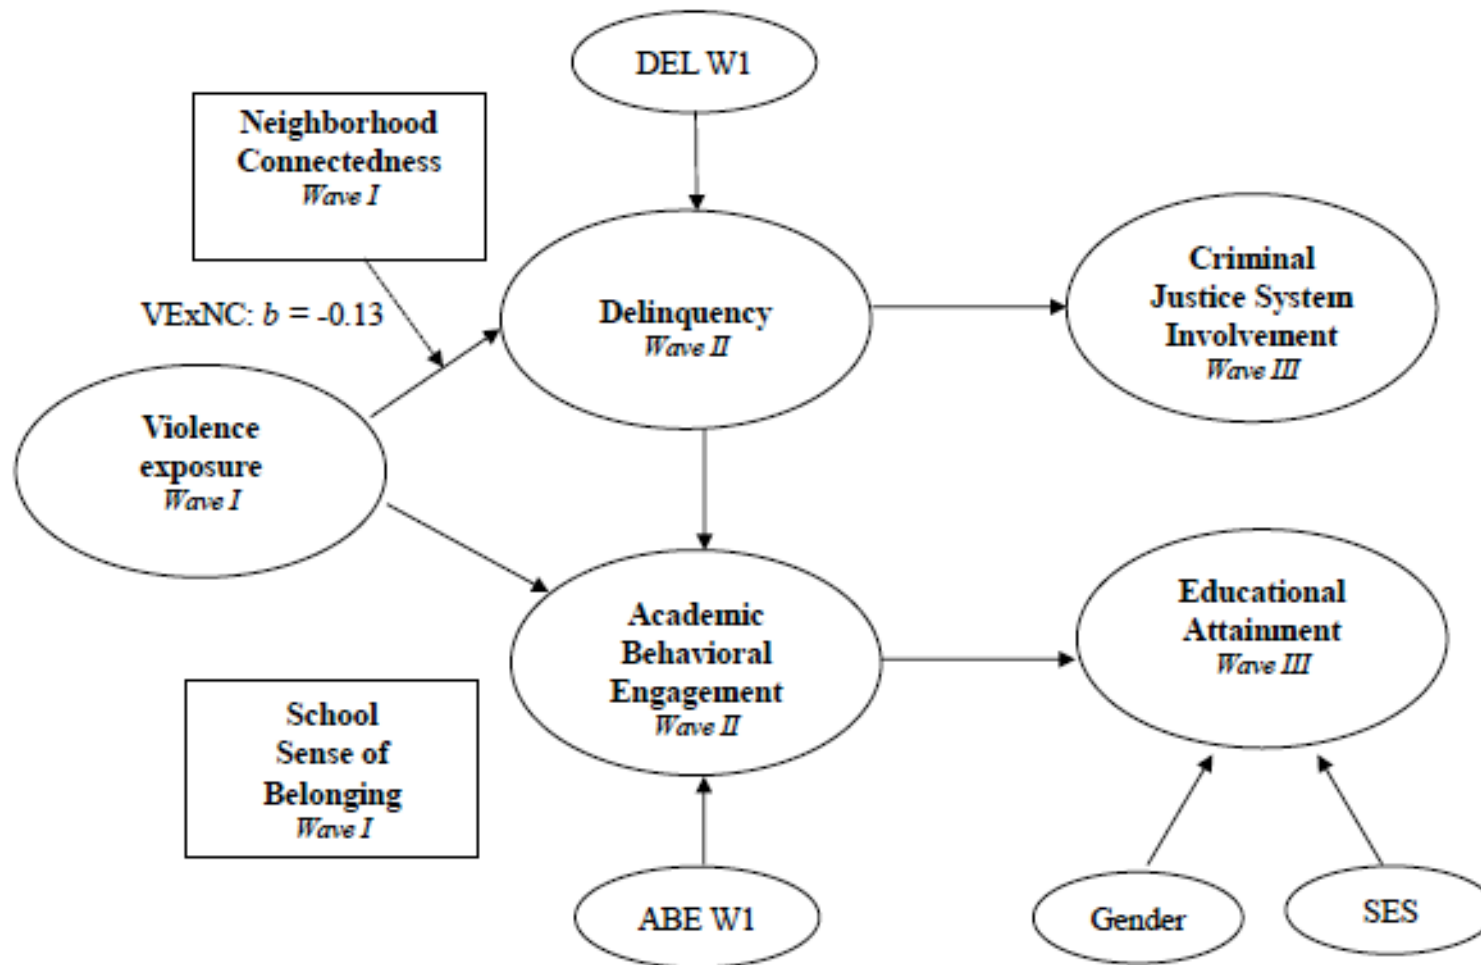 DEL W1
Neighborhood
Connectedness
Wave I
VExNC: b = -0.13
Delinquency
Wave II
Criminal
Justice System
Involvement
Wave III
Violence
exposure
Wave I
Academic
Behavioral
Engagement
Wave II
Educational
Attainment
Wave III
School
Sense of
Belonging
Wave I
ABE W1
Gender
SES